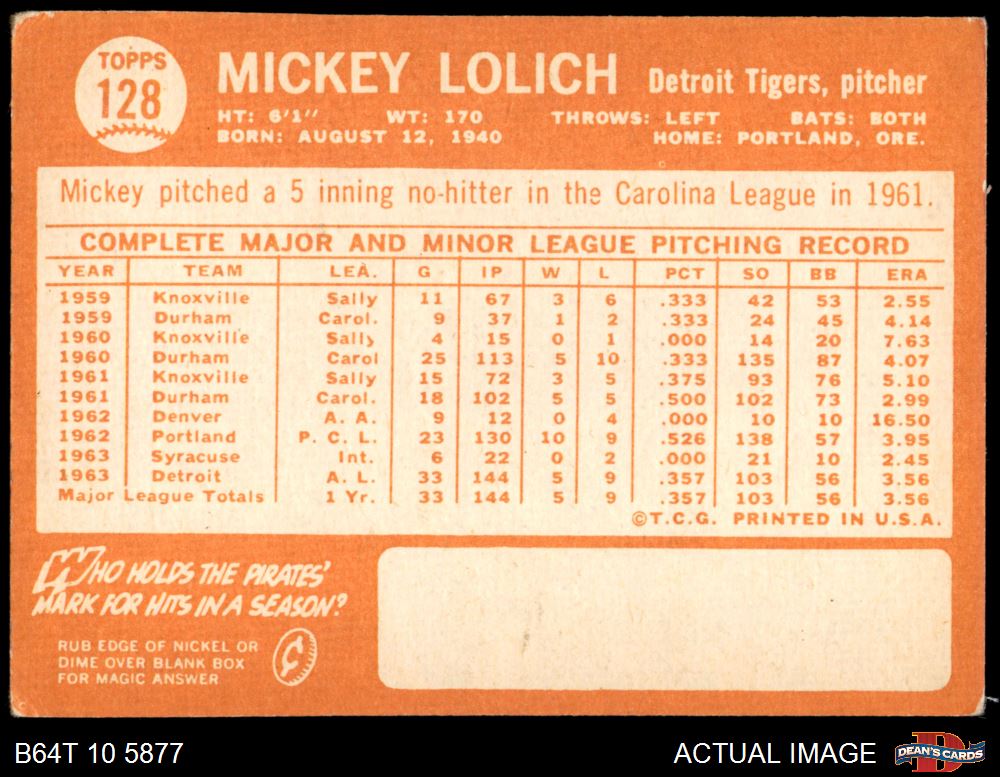 TOPPS
128
MICKEY LOLICH Detroit Tigers, pitcher
HT: 6'1" WT: 170 THROWS: LEFT BATS: BOTH
BORN: AUGUST 12, 1940 HOME: PORTLAND, ORE.
Mickey pitched a 5 inning no-hitter in the Carolina League in 1961.
COMPLETE MAJOR AND MINOR LEAGUE PITCHING RECORD
YEAR TEAM LEA. G IP W L PCT SO BB ERA
1959 Knoxville Sally 11 67 3 6 .333 42 53 2.55
1959 Durham Carol. 9 37 1 2 .333 24 45 4.14
1960 Knoxville Sally 4 15 0 1 .000 14 20 7.63
1960 Durham Carol 25 113 5 10 .333 135 87 4.07
1961 Knoxville Sally 15 72 3 5 .375 93 76 5.10
1961 Durham Carol. 18 102 5 5 .500 102 73 2.99
1962 Denver A. A. 9 12 0 4 .000 10 10 16.50
1962 Portland P. C. L. 23 130 10 9 .526 138 57 3.95
1963 Syracuse Int. 6 22 0 2 .000 21 10 2.45
1963 Detroit A. L. 33 144 5 9 .357 103 56 3.56
Major League Totals 1 Yr. 33 144 5 9 .357 103 56 3.56
©T.C.G. PRINTED IN U.S.A.
WHO HOLDS THE PIRATES'
MARK FOR HITS IN A SEASON?
RUB EDGE OF NICKEL OR
DIME OVER BLANK BOX
FOR MAGIC ANSWER
¢
B64T 10 5877 ACTUAL IMAGE DEAN'S CARDS